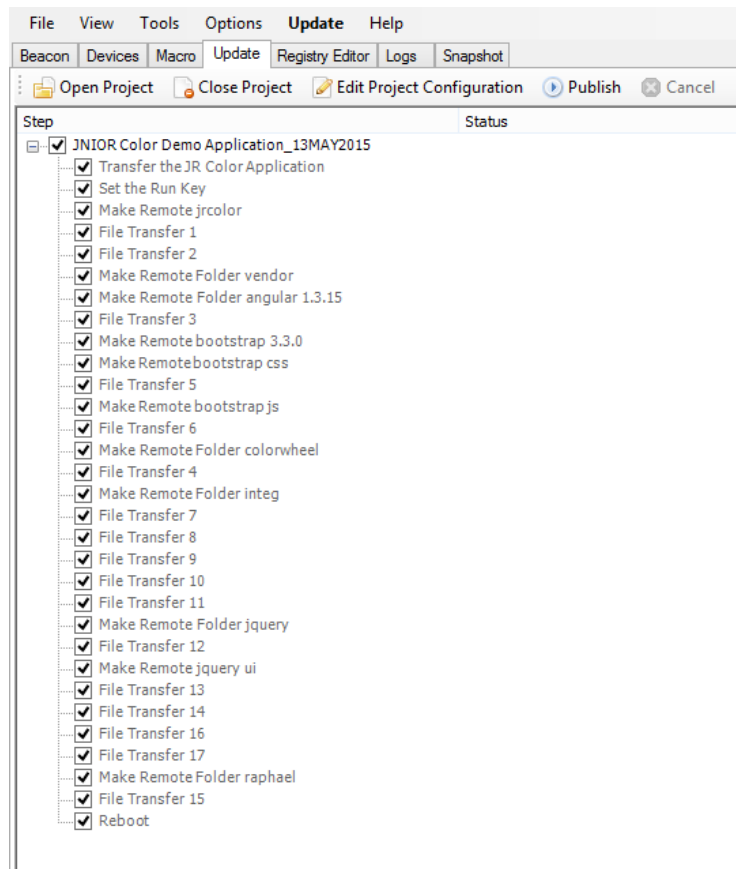 File View Tools Options Update Help
Beacon Devices Macro Update Registry Editor Logs Snapshot
Open Project Close Project Edit Project Configuration Publish Cancel
Step Status
JNIOR Color Demo Application_13MAY2015
Transfer the JR Color Application
Set the Run Key
Make Remote jrcolor
File Transfer 1
File Transfer 2
Make Remote Folder vendor
Make Remote Folder angular 1.3.15
File Transfer 3
Make Remote bootstrap 3.3.0
Make Remote bootstrap css
File Transfer 5
Make Remote bootstrap js
File Transfer 6
Make Remote Folder colorwheel
File Transfer 4
Make Remote Folder integ
File Transfer 7
File Transfer 8
File Transfer 9
File Transfer 10
File Transfer 11
Make Remote Folder jquery
File Transfer 12
Make Remote jquery ui
File Transfer 13
File Transfer 14
File Transfer 16
File Transfer 17
Make Remote Folder raphael
File Transfer 15
Reboot